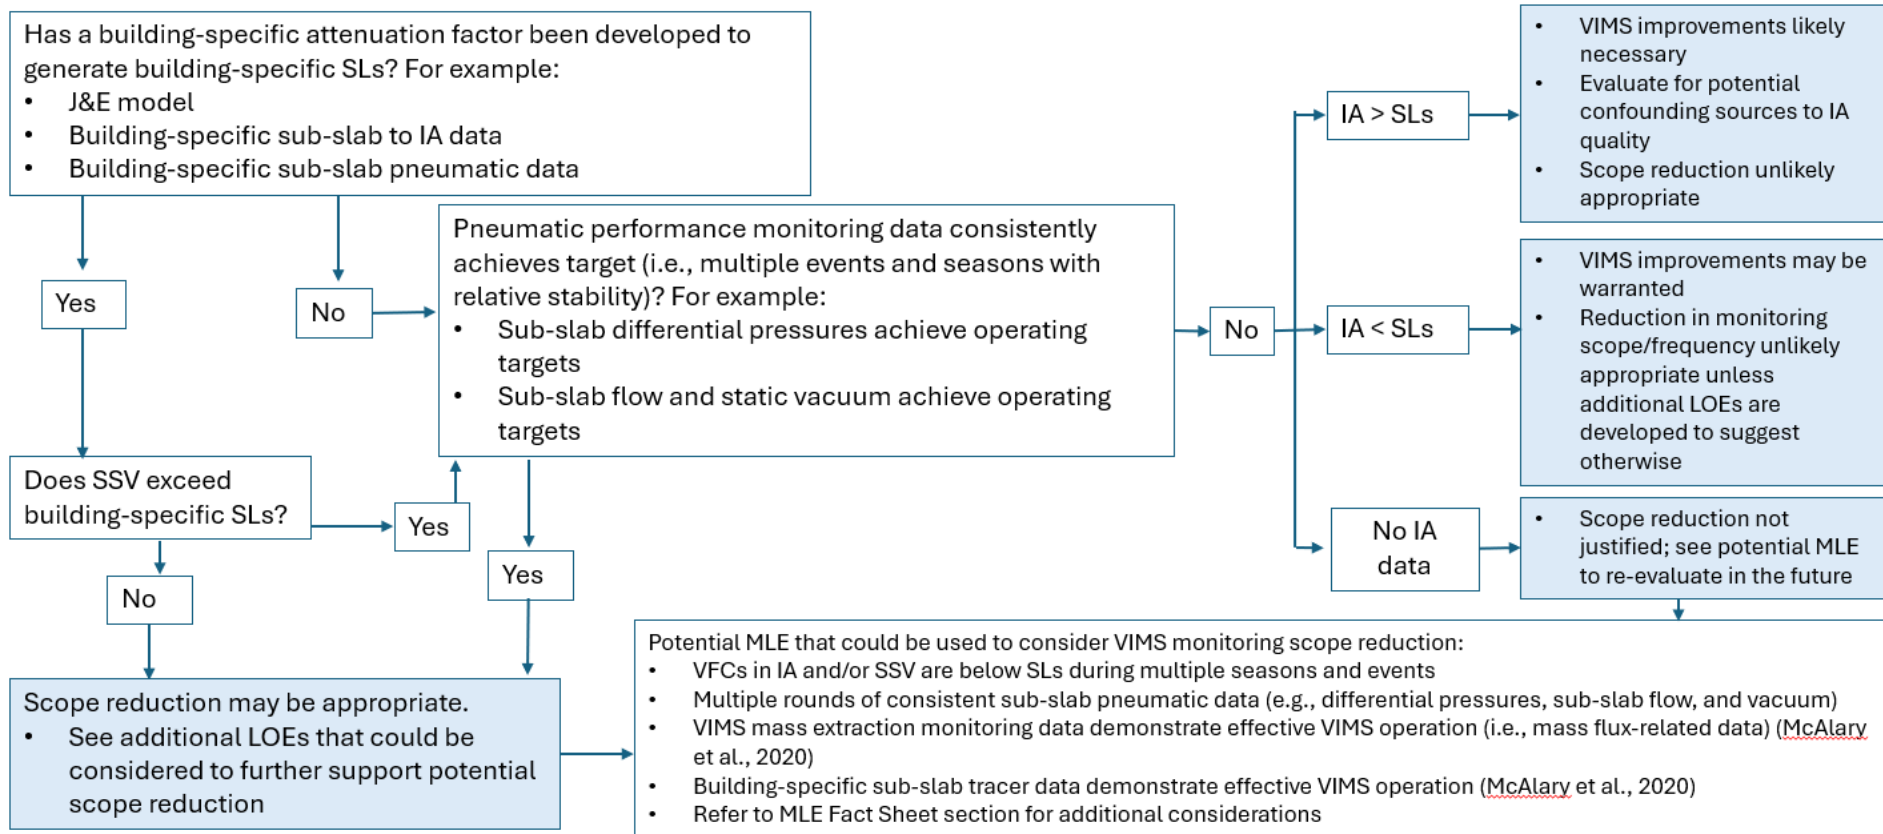 Has a building-specific attenuation factor been developed to
generate building-specific SLs? For example:
• J&E model
• Building-specific sub-slab to IA data
• Building-specific sub-slab pneumatic data
Yes
No
Does SSV exceed
building-specific SLs?
Yes
No
Pneumatic performance monitoring data consistently
achieves target (i.e., multiple events and seasons with
relative stability)? For example:
• Sub-slab differential pressures achieve operating
targets
• Sub-slab flow and static vacuum achieve operating
targets
Yes
No
IA > SLs
• VIMS improvements likely
necessary
• Evaluate for potential
confounding sources to IA
quality
• Scope reduction unlikely
appropriate
IA < SLs
• VIMS improvements may be
warranted
• Reduction in monitoring
scope/frequency unlikely
appropriate unless
additional LOEs are
developed to suggest
otherwise
No IA
data
• Scope reduction not
justified; see potential MLE
to re-evaluate in the future
Scope reduction may be appropriate.
• See additional LOEs that could be
considered to further support potential
scope reduction
Potential MLE that could be used to consider VIMS monitoring scope reduction:
• VFCs in IA and/or SSV are below SLs during multiple seasons and events
• Multiple rounds of consistent sub-slab pneumatic data (e.g., differential pressures, sub-slab flow, and vacuum)
• VIMS mass extraction monitoring data demonstrate effective VIMS operation (i.e., mass flux-related data) (McAlary
et al., 2020)
• Building-specific sub-slab tracer data demonstrate effective VIMS operation (McAlary et al., 2020)
• Refer to MLE Fact Sheet section for additional considerations